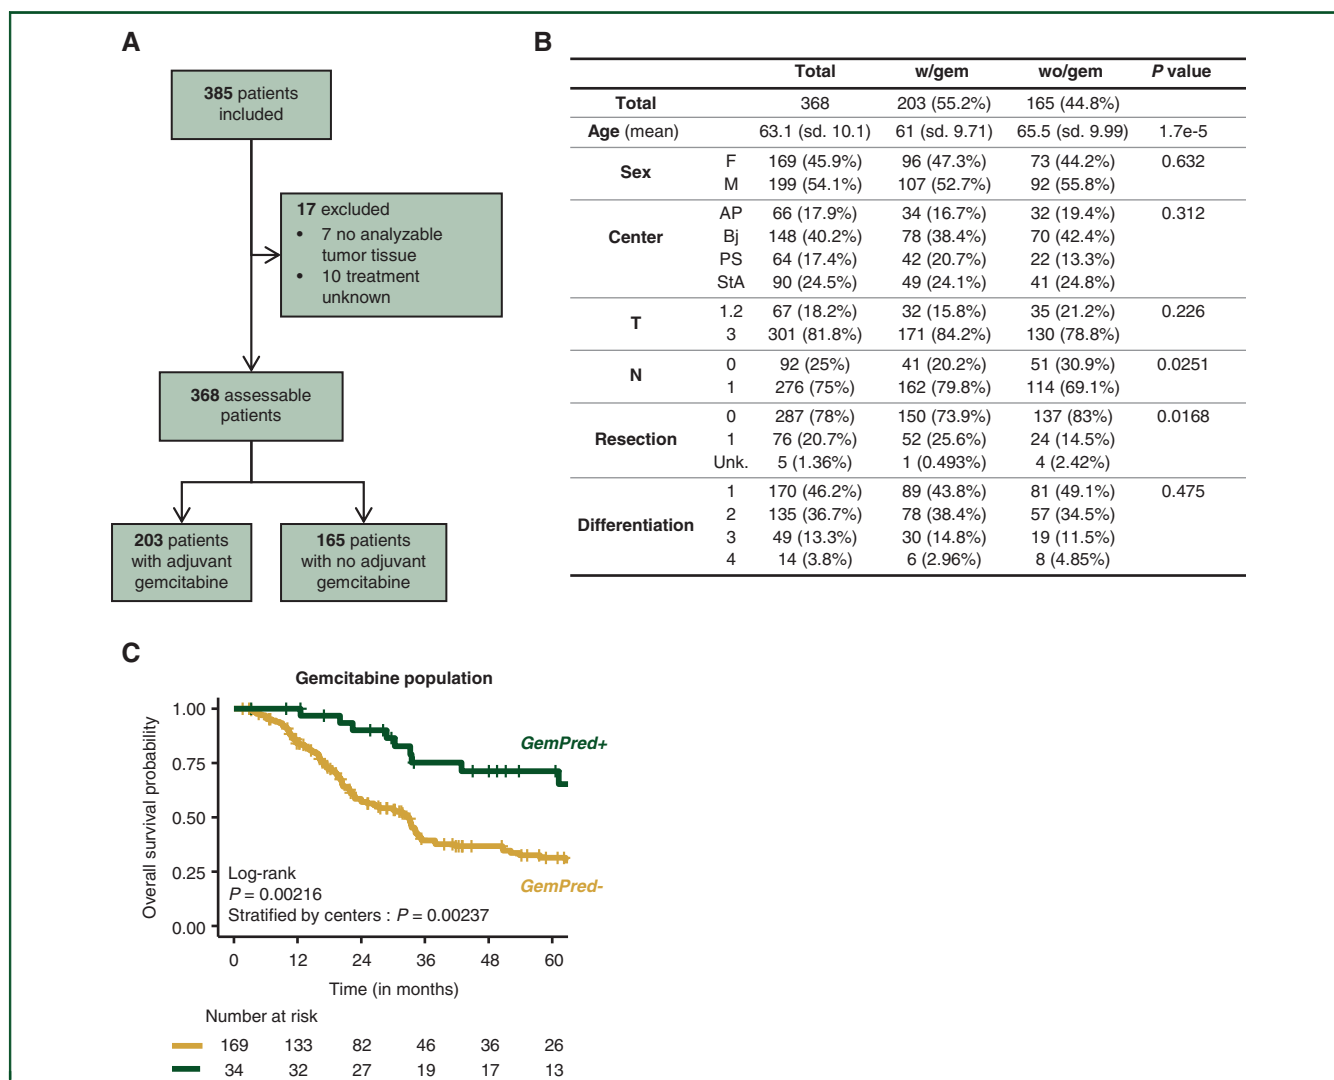 A
385 patients
included
17 excluded
• 7 no analyzable
tumor tissue
• 10 treatment
unknown
368 assessable
patients
203 patients
with adjuvant
gemcitabine
165 patients
with no adjuvant
gemcitabine
B
Total w/gem wo/gem P value
Total 368 203 (55.2%) 165 (44.8%)
Age (mean) 63.1 (sd. 10.1) 61 (sd. 9.71) 65.5 (sd. 9.99) 1.7e-5
Sex F 169 (45.9%) 96 (47.3%) 73 (44.2%) 0.632
M 199 (54.1%) 107 (52.7%) 92 (55.8%)
Center AP 66 (17.9%) 34 (16.7%) 32 (19.4%) 0.312
Bj 148 (40.2%) 78 (38.4%) 70 (42.4%)
PS 64 (17.4%) 42 (20.7%) 22 (13.3%)
StA 90 (24.5%) 49 (24.1%) 41 (24.8%)
T 1.2 67 (18.2%) 32 (15.8%) 35 (21.2%) 0.226
3 301 (81.8%) 171 (84.2%) 130 (78.8%)
N 0 92 (25%) 41 (20.2%) 51 (30.9%) 0.0251
1 276 (75%) 162 (79.8%) 114 (69.1%)
Resection 0 287 (78%) 150 (73.9%) 137 (83%) 0.0168
1 76 (20.7%) 52 (25.6%) 24 (14.5%)
Unk. 5 (1.36%) 1 (0.493%) 4 (2.42%)
Differentiation 1 170 (46.2%) 89 (43.8%) 81 (49.1%) 0.475
2 135 (36.7%) 78 (38.4%) 57 (34.5%)
3 49 (13.3%) 30 (14.8%) 19 (11.5%)
4 14 (3.8%) 6 (2.96%) 8 (4.85%)
C
Gemcitabine population
Overall survival probability
1.00
0.75
0.50
0.25
0.00
GemPred+
GemPred-
Log-rank
P = 0.00216
Stratified by centers : P = 0.00237
0 12 24 36 48 60
Time (in months)
Number at risk
169 133 82 46 36 26
34 32 27 19 17 13